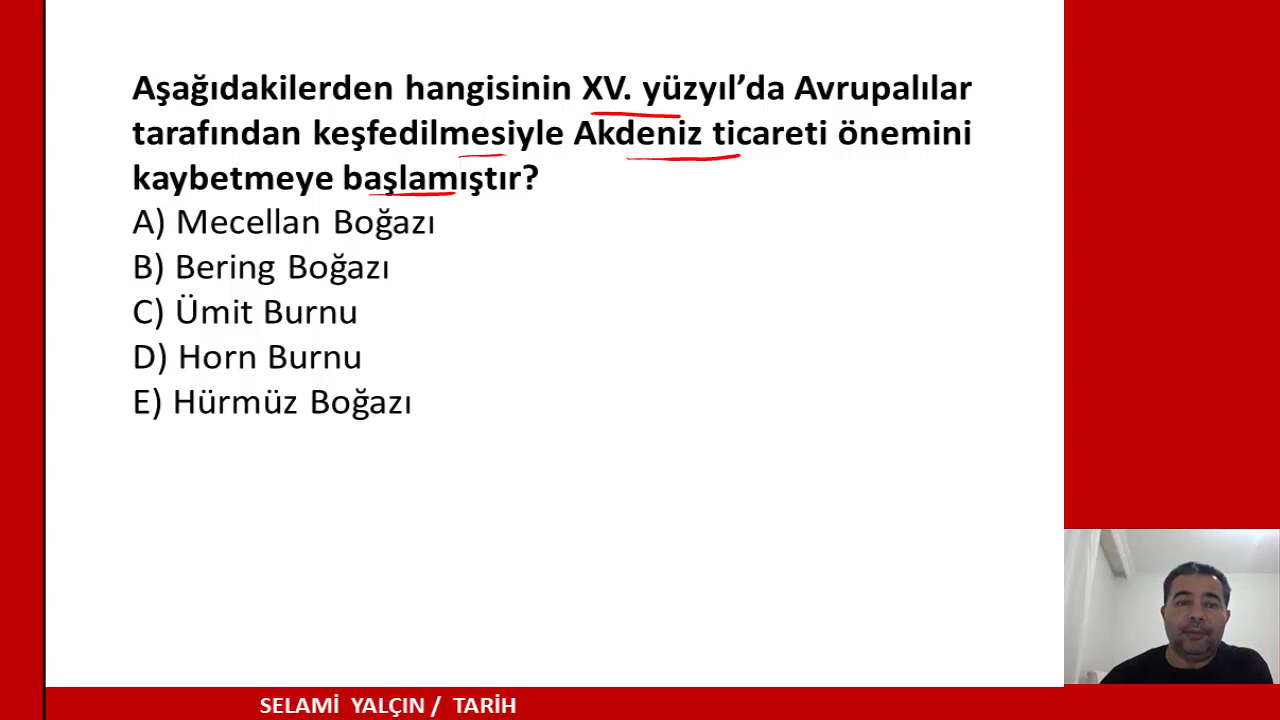 Aşağıdakilerden hangisinin XV. yüzyıl’da Avrupalılar
tarafından keşfedilmesiyle Akdeniz ticareti önemini
kaybetmeye başlamıştır?
A) Mecellan Boğazı
B) Bering Boğazı
C) Ümit Burnu
D) Horn Burnu
E) Hürmüz Boğazı
SELAMİ YALÇIN / TARİH